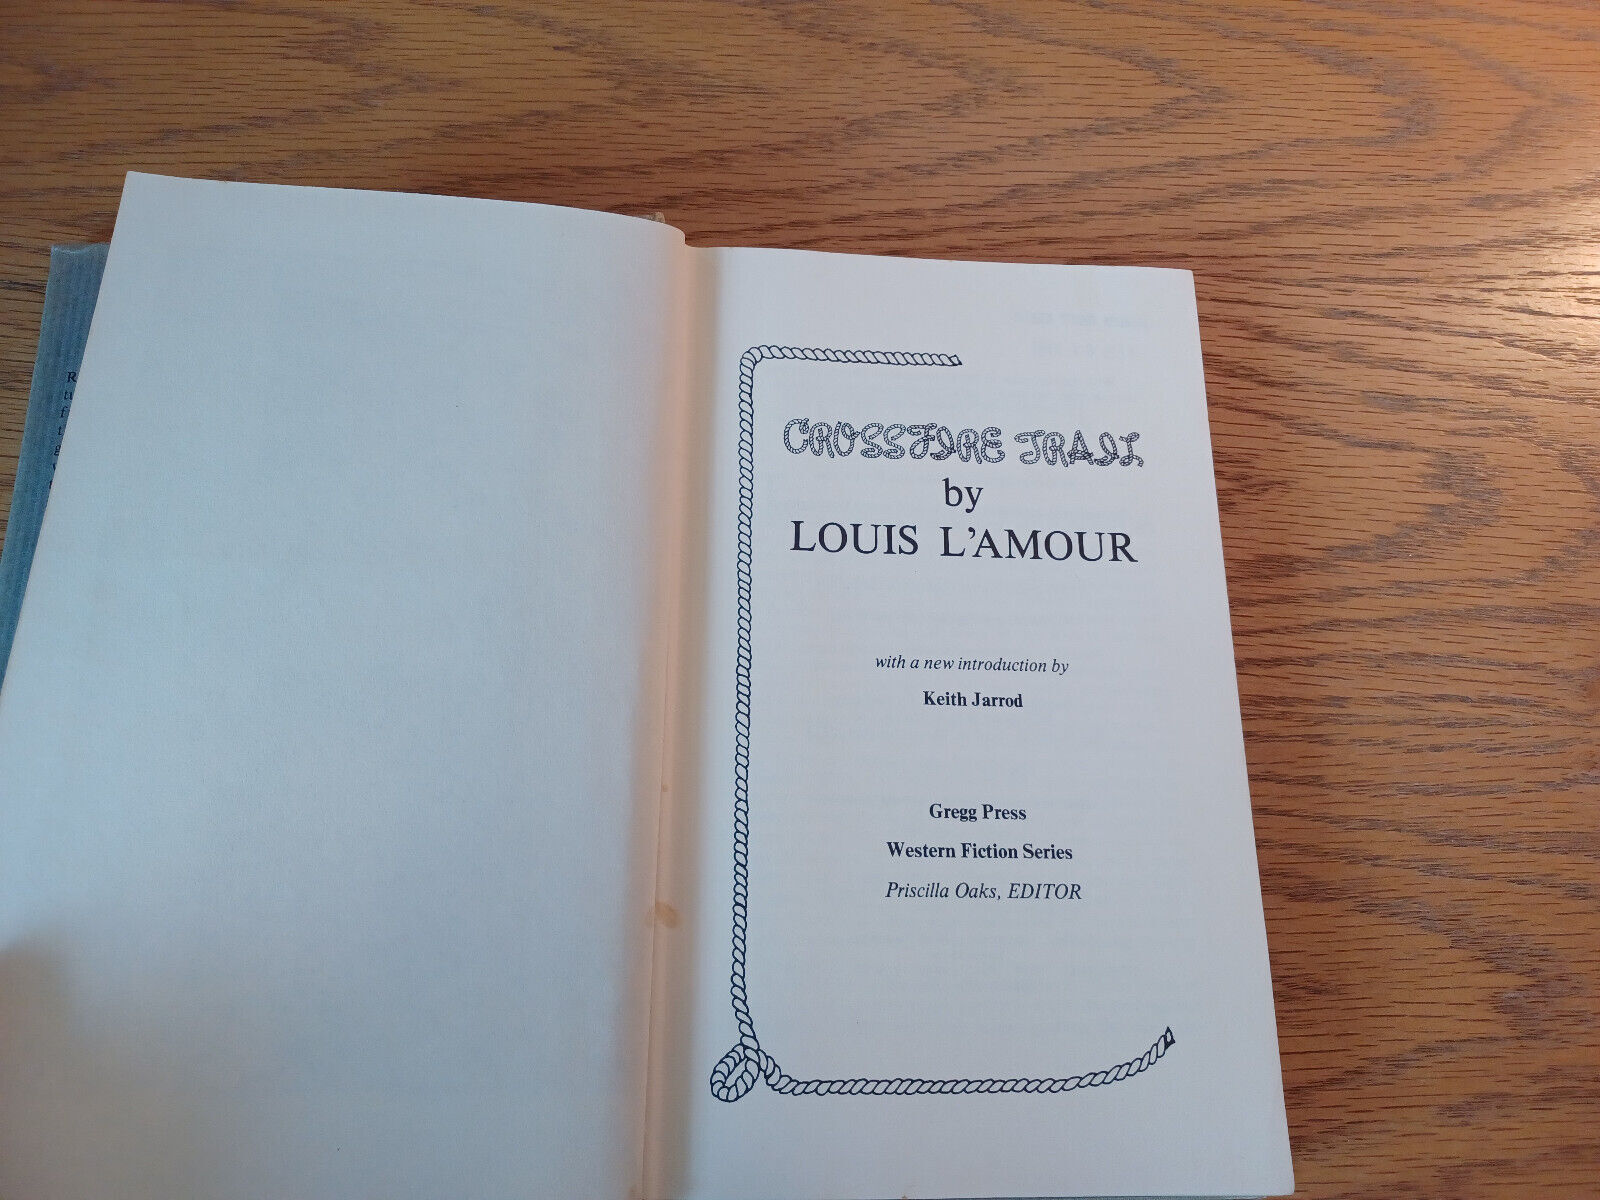 CROSSFIRE TRAIL
by
LOUIS L'AMOUR
with a new introduction by
Keith Jarrod
Gregg Press
Western Fiction Series
Priscilla Oaks, EDITOR